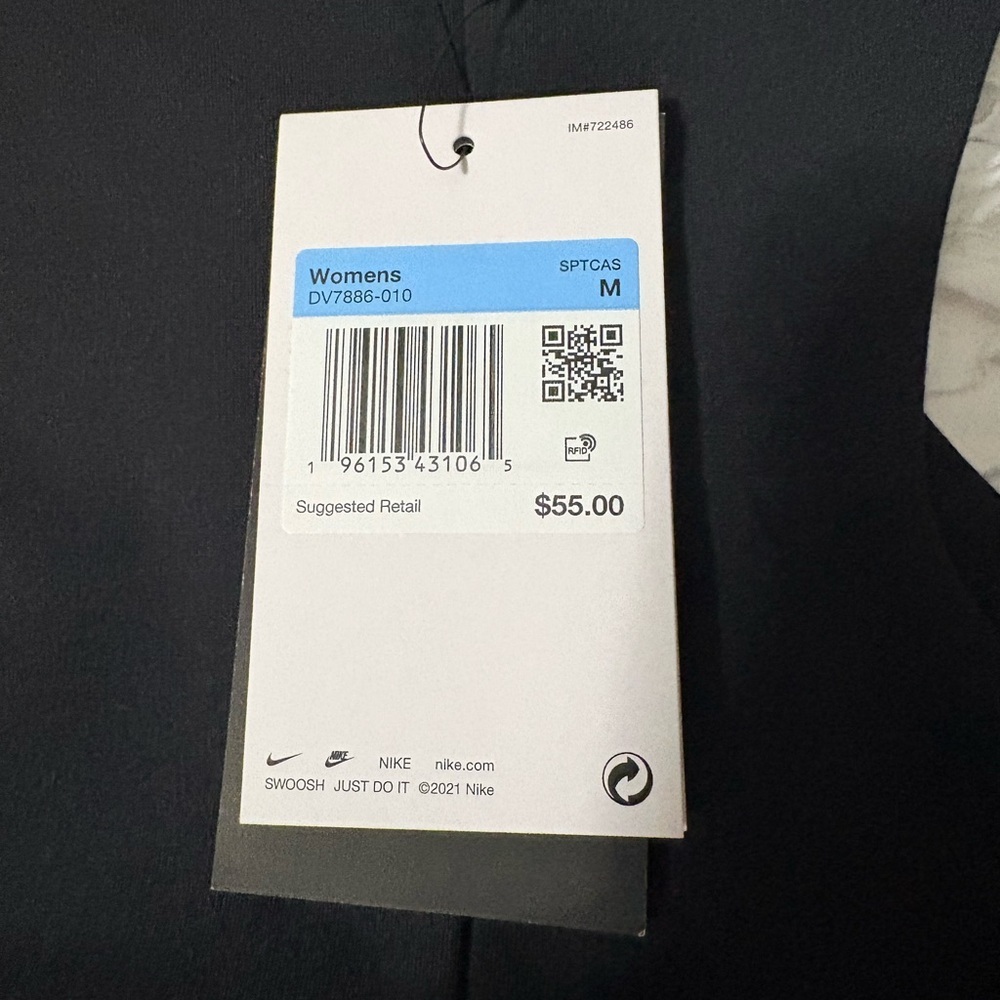 IM#722486
Womens
SPTCAS
DV7886-010
M
1 96153 43106 5
RFID
Suggested Retail
$55.00
NIKE NIKE nike.com
SWOOSH JUST DO IT ©2021 Nike